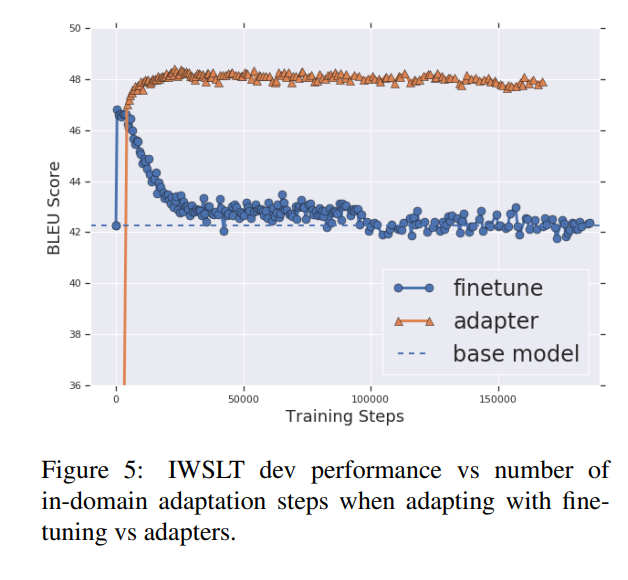 50
48
46
44
42
40
38
36
BLEU Score
finetune
adapter
base model
0
50000
100000
150000
Training Steps
Figure 5: IWSLT dev performance vs number of
in-domain adaptation steps when adapting with fine-
tuning vs adapters.